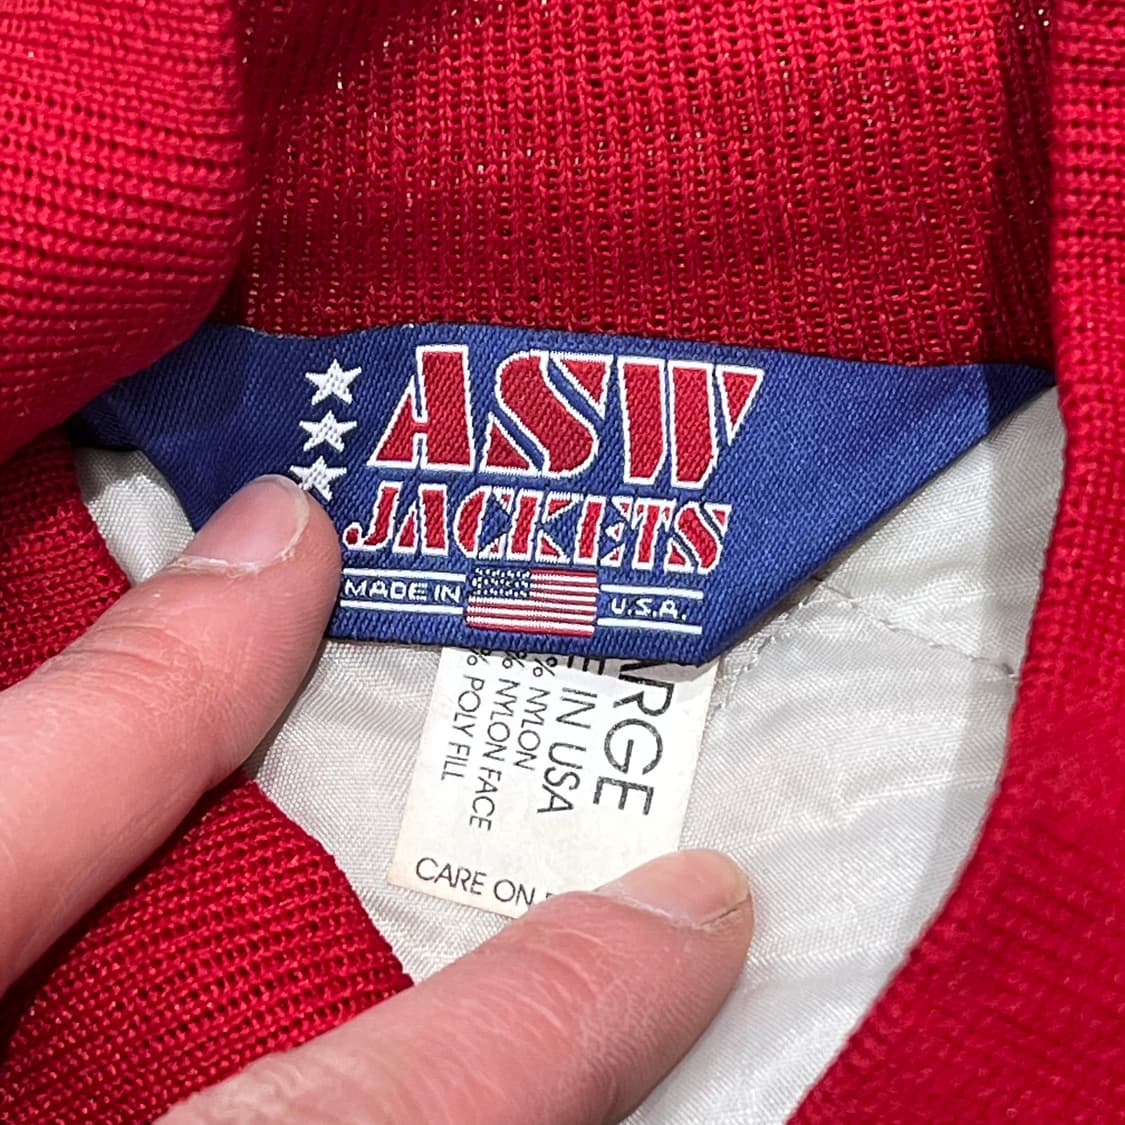 ASW
JACKETS
MADE IN U.S.A.
RGE
IN USA
% NYLON
% NYLON FACE
% POLY FILL
CARE ON